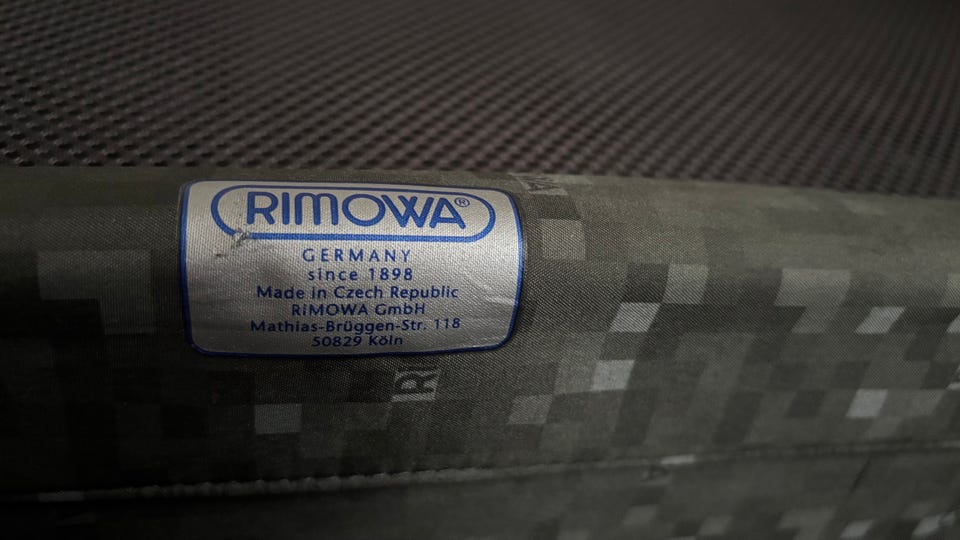 RIMOWA®
GERMANY
since 1898
Made in Czech Republic
RIMOWA GmbH
Mathias-Brüggen-Str. 118
50829 Köln
R